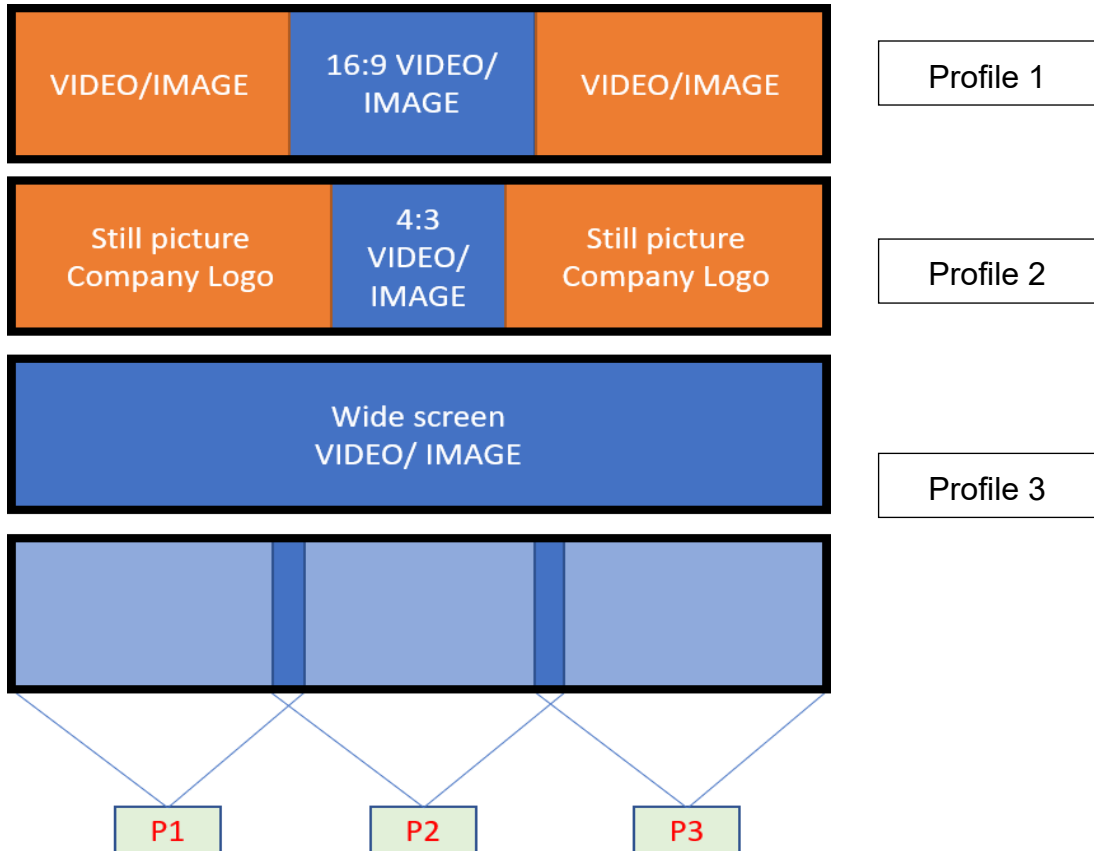 VIDEO/IMAGE
16:9 VIDEO/
IMAGE
VIDEO/IMAGE
Profile 1
Still picture
Company Logo
4:3
VIDEO/
IMAGE
Still picture
Company Logo
Profile 2
Wide screen
VIDEO/ IMAGE
Profile 3
P1
P2
P3